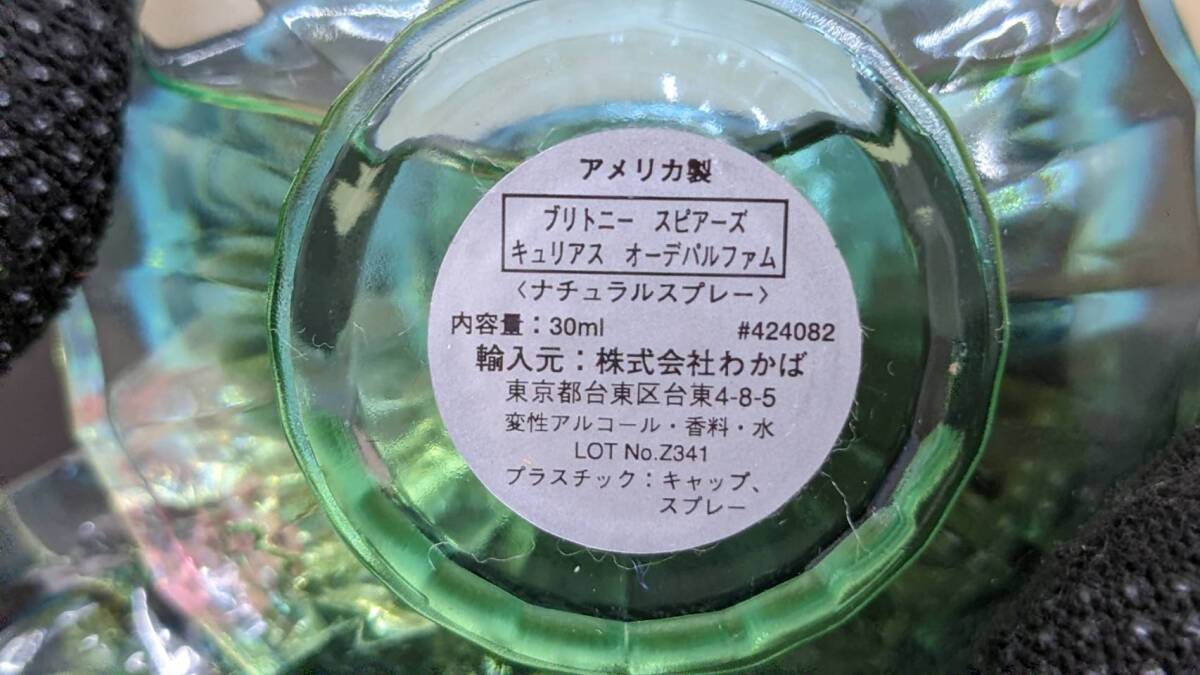 アメリカ製
ブリトニー スピアーズ
キュリアス オーデパルファム
〈ナチュラルスプレー〉
内容量：30ml #424082
輸入元：株式会社わかば
東京都台東区台東4-8-5
変性アルコール・香料・水
LOT No.Z341
プラスチック：キャップ、
スプレー